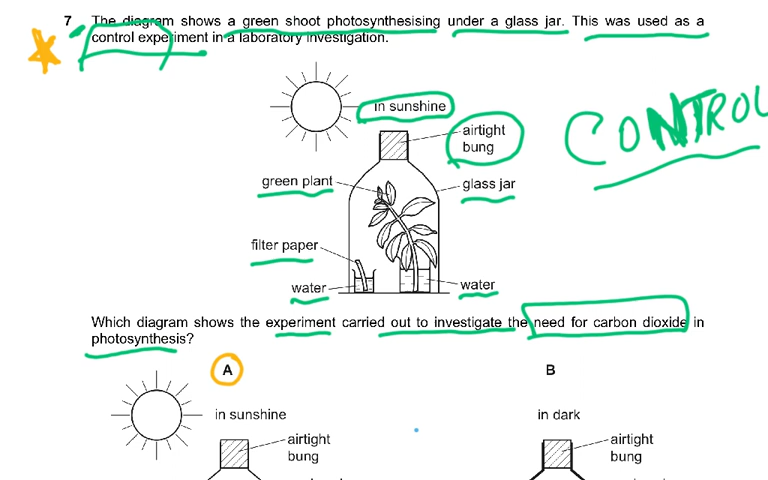 7 The diagram shows a green shoot photosynthesising under a glass jar. This was used as a
control experiment in a laboratory investigation.
in sunshine
airtight
bung
CONTROL
green plant
glass jar
filter paper
water
water
Which diagram shows the experiment carried out to investigate the need for carbon dioxide in
photosynthesis?
A
B
in sunshine
in dark
airtight
bung
airtight
bung